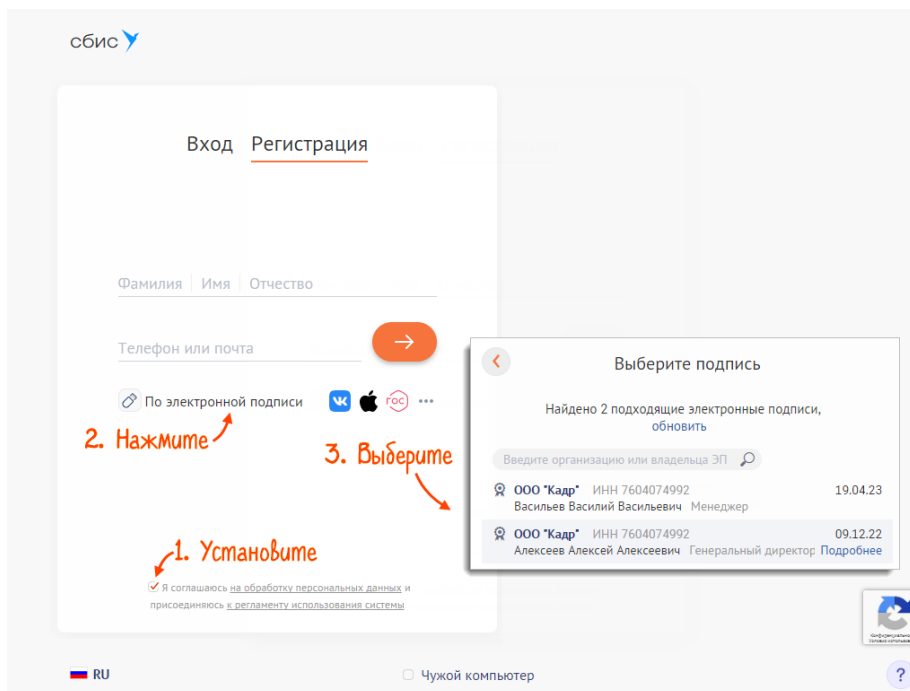 сбис
Вход Регистрация
Фамилия Имя Отчество
Телефон или почта
По электронной подписи гос
2. Нажмите
3. Выберите
1. Установите
Я соглашаюсь на обработку персональных данных и
присоединяюсь к регламенту использования системы
Выберите подпись
Найдено 2 подходящие электронные подписи,
обновить
Введите организацию или владельца ЭП
ООО "Кадр" ИНН 7604074992 19.04.23
Васильев Василий Васильевич Менеджер
ООО "Кадр" ИНН 7604074992 09.12.22
Алексеев Алексей Алексеевич Генеральный директор Подробнее
RU
Чужой компьютер
?